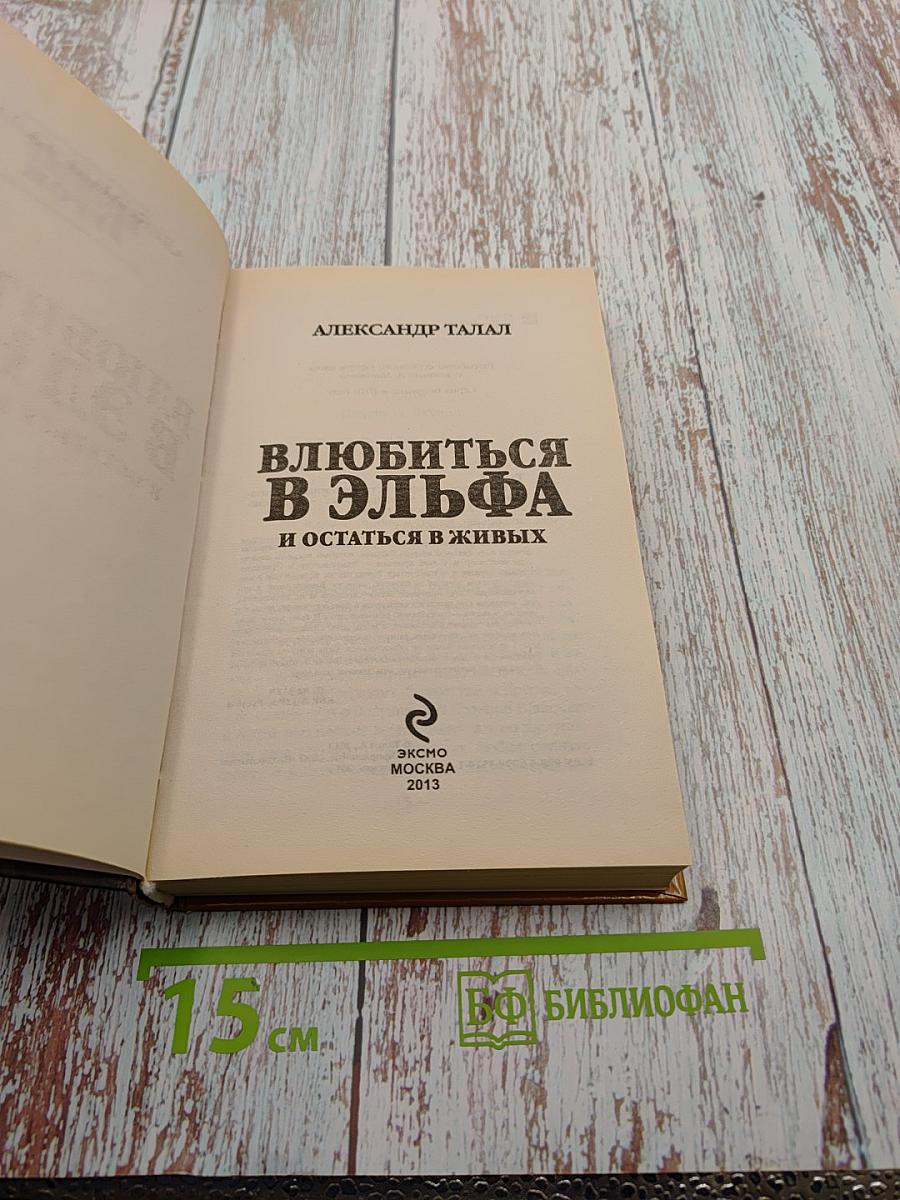 АЛЕКСАНДР ТАЛАЛ
ВЛЮБИТЬСЯ
В ЭЛЬФА
И ОСТАТЬСЯ В ЖИВЫХ
ЭКСМО
МОСКВА
2013
15 см
БФ БИБЛИОФАН